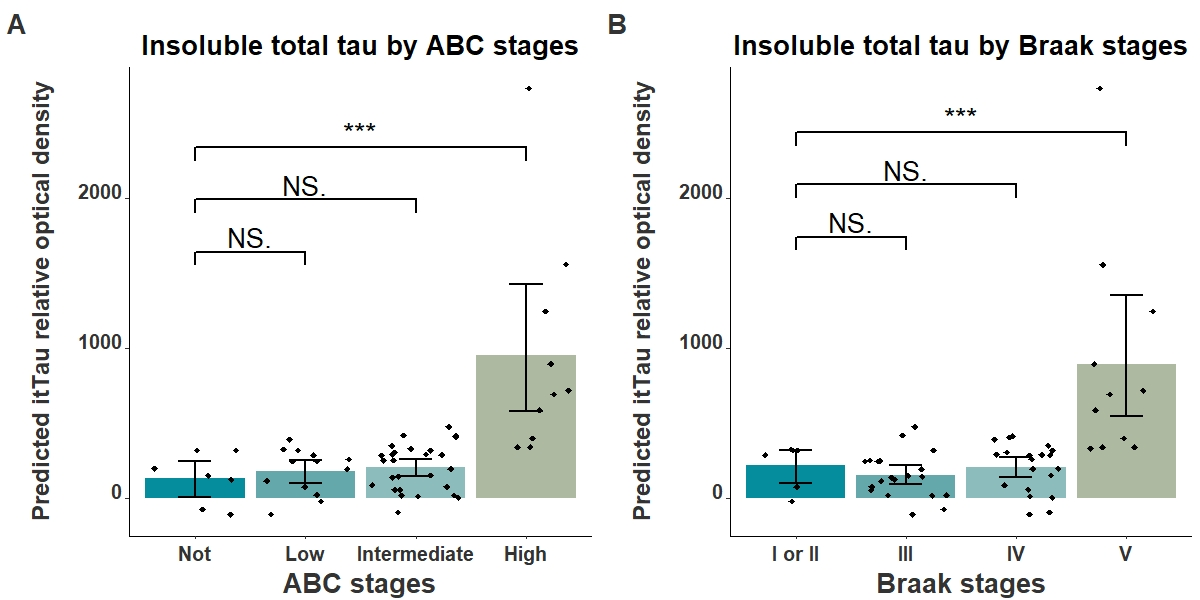 A
Insoluble total tau by ABC stages
Predicted itTau relative optical density
2000
1000
0
***
NS.
NS.
Not
Low
Intermediate
High
ABC stages
B
Insoluble total tau by Braak stages
Predicted itTau relative optical density
2000
1000
0
***
NS.
NS.
I or II
III
IV
V
Braak stages